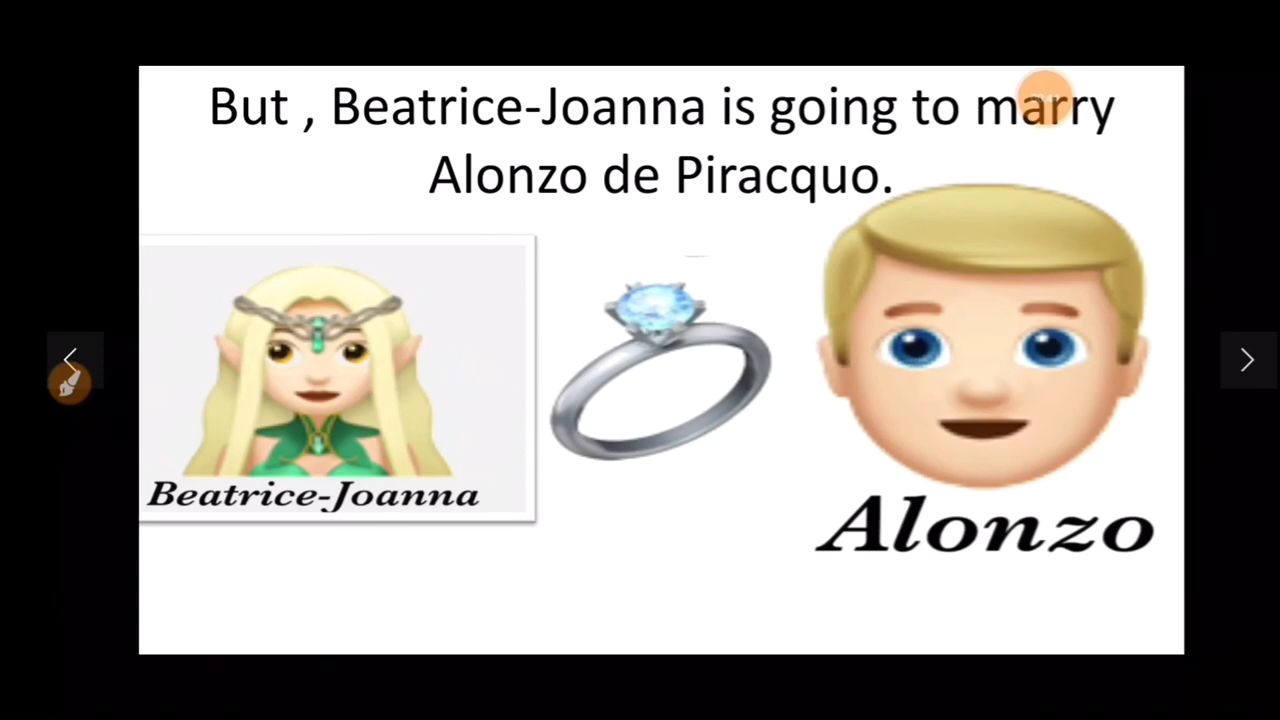 But , Beatrice-Joanna is going to marry
Alonzo de Piracquo.
Beatrice-Joanna
Alonzo